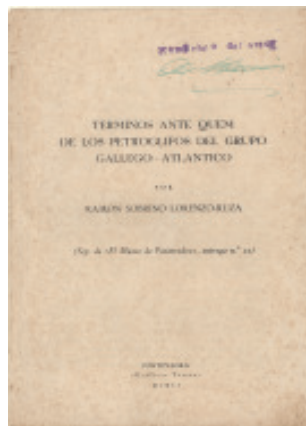 TERMINOS ANTE QUEM
DE LOS PETROGLIFOS DEL GRUPO
GALLEGO-ATLANTICO
POR
RAMON SOBRINO LORENZO-RUZA
(Sep. de «El Museo de Pontevedra», entrega n.º
PONTEVEDRA